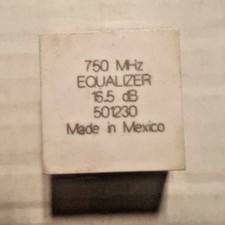 750 MHz
EQUALIZER
16.5 dB
501230
Made in Mexico